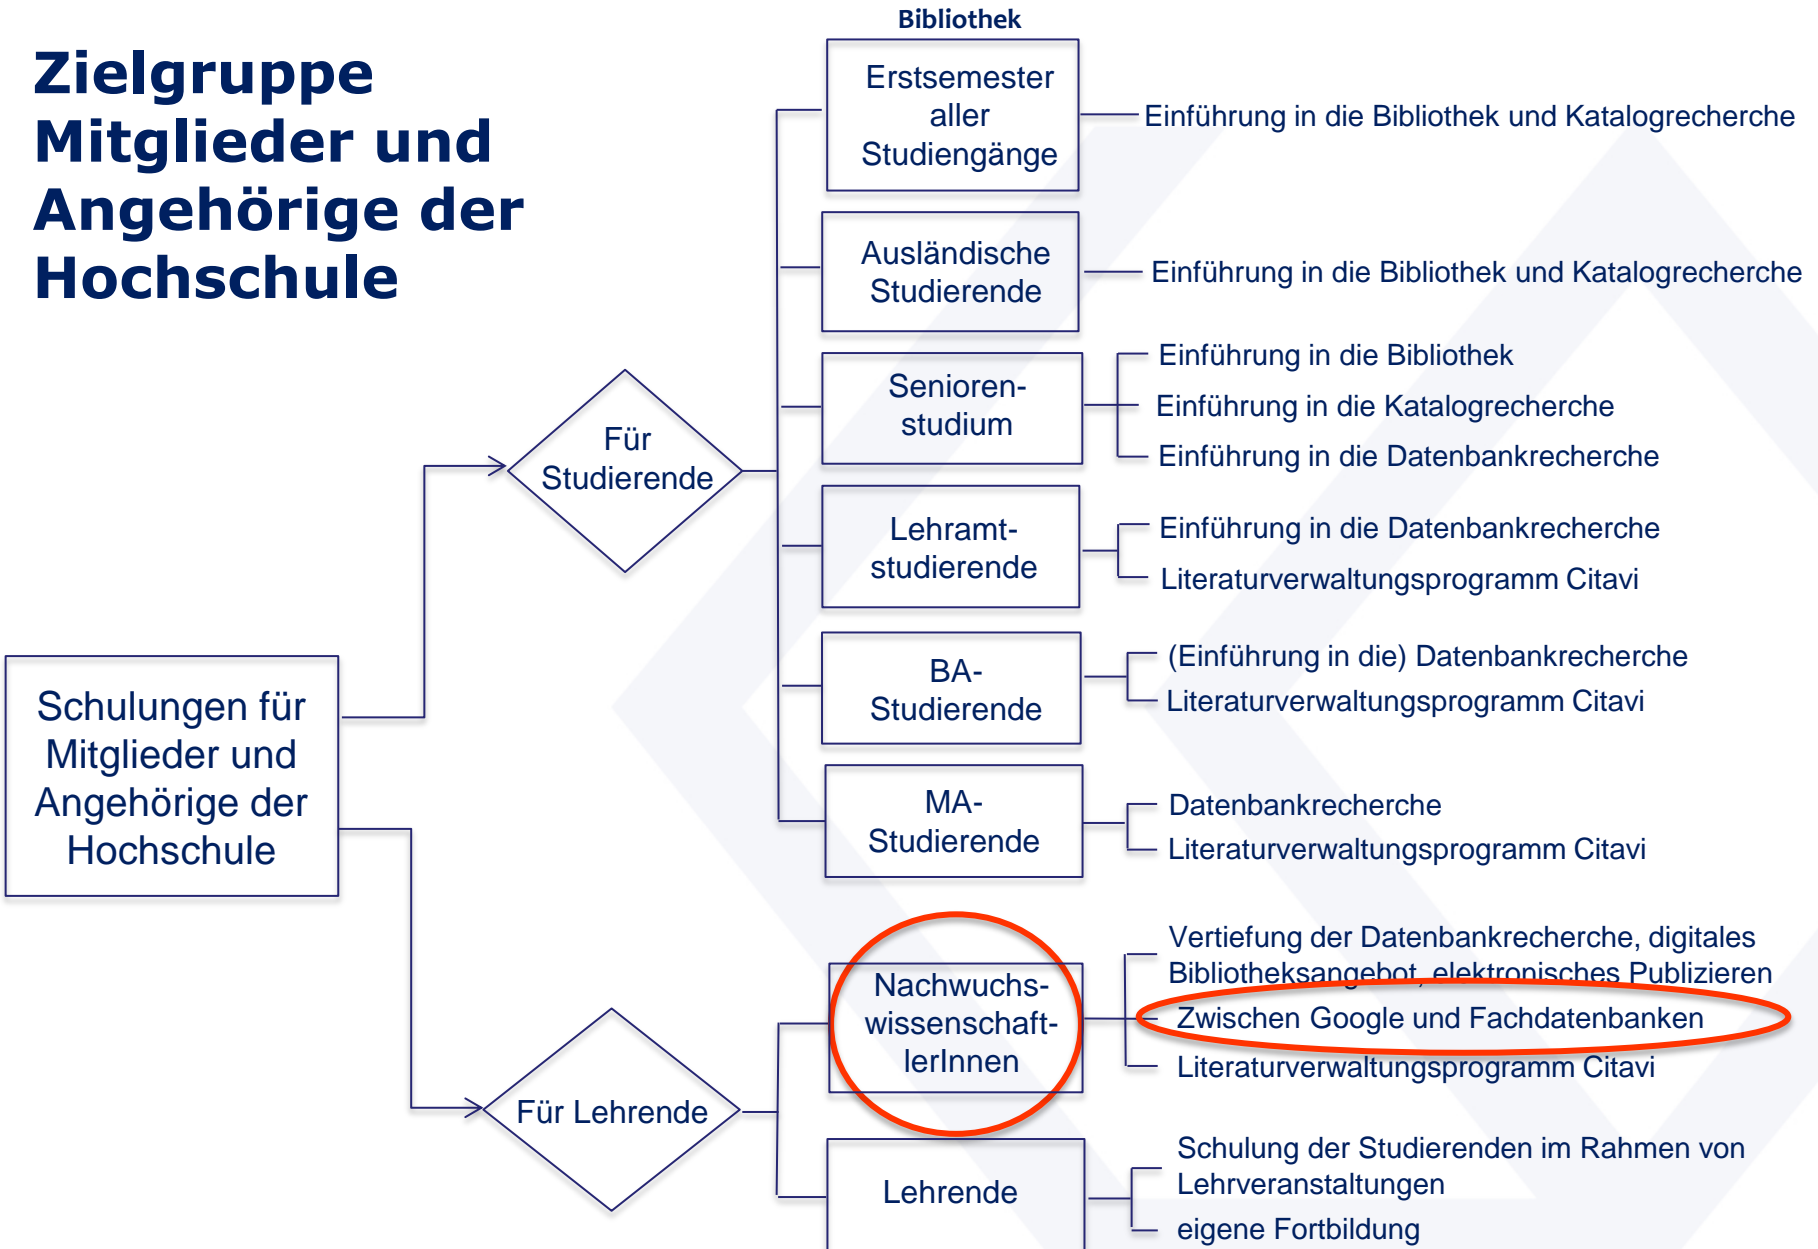 Bibliothek
Zielgruppe
Mitglieder und
Angehörige der
Hochschule
Schulungen für
Mitglieder und
Angehörige der
Hochschule
Für
Studierende
Erstsemester
aller
Studiengänge
Einführung in die Bibliothek und Katalogrecherche
Ausländische
Studierende
Einführung in die Bibliothek und Katalogrecherche
Senioren-
studium
Einführung in die Bibliothek
Einführung in die Katalogrecherche
Einführung in die Datenbankrecherche
Lehramt-
studierende
Einführung in die Datenbankrecherche
Literaturverwaltungsprogramm Citavi
BA-
Studierende
(Einführung in die) Datenbankrecherche
Literaturverwaltungsprogramm Citavi
MA-
Studierende
Datenbankrecherche
Literaturverwaltungsprogramm Citavi
Für Lehrende
Nachwuchs-
wissenschaft-
lerInnen
Vertiefung der Datenbankrecherche, digitales
Bibliotheksangebot, elektronisches Publizieren
Zwischen Google und Fachdatenbanken
Literaturverwaltungsprogramm Citavi
Lehrende
Schulung der Studierenden im Rahmen von
Lehrveranstaltungen
eigene Fortbildung